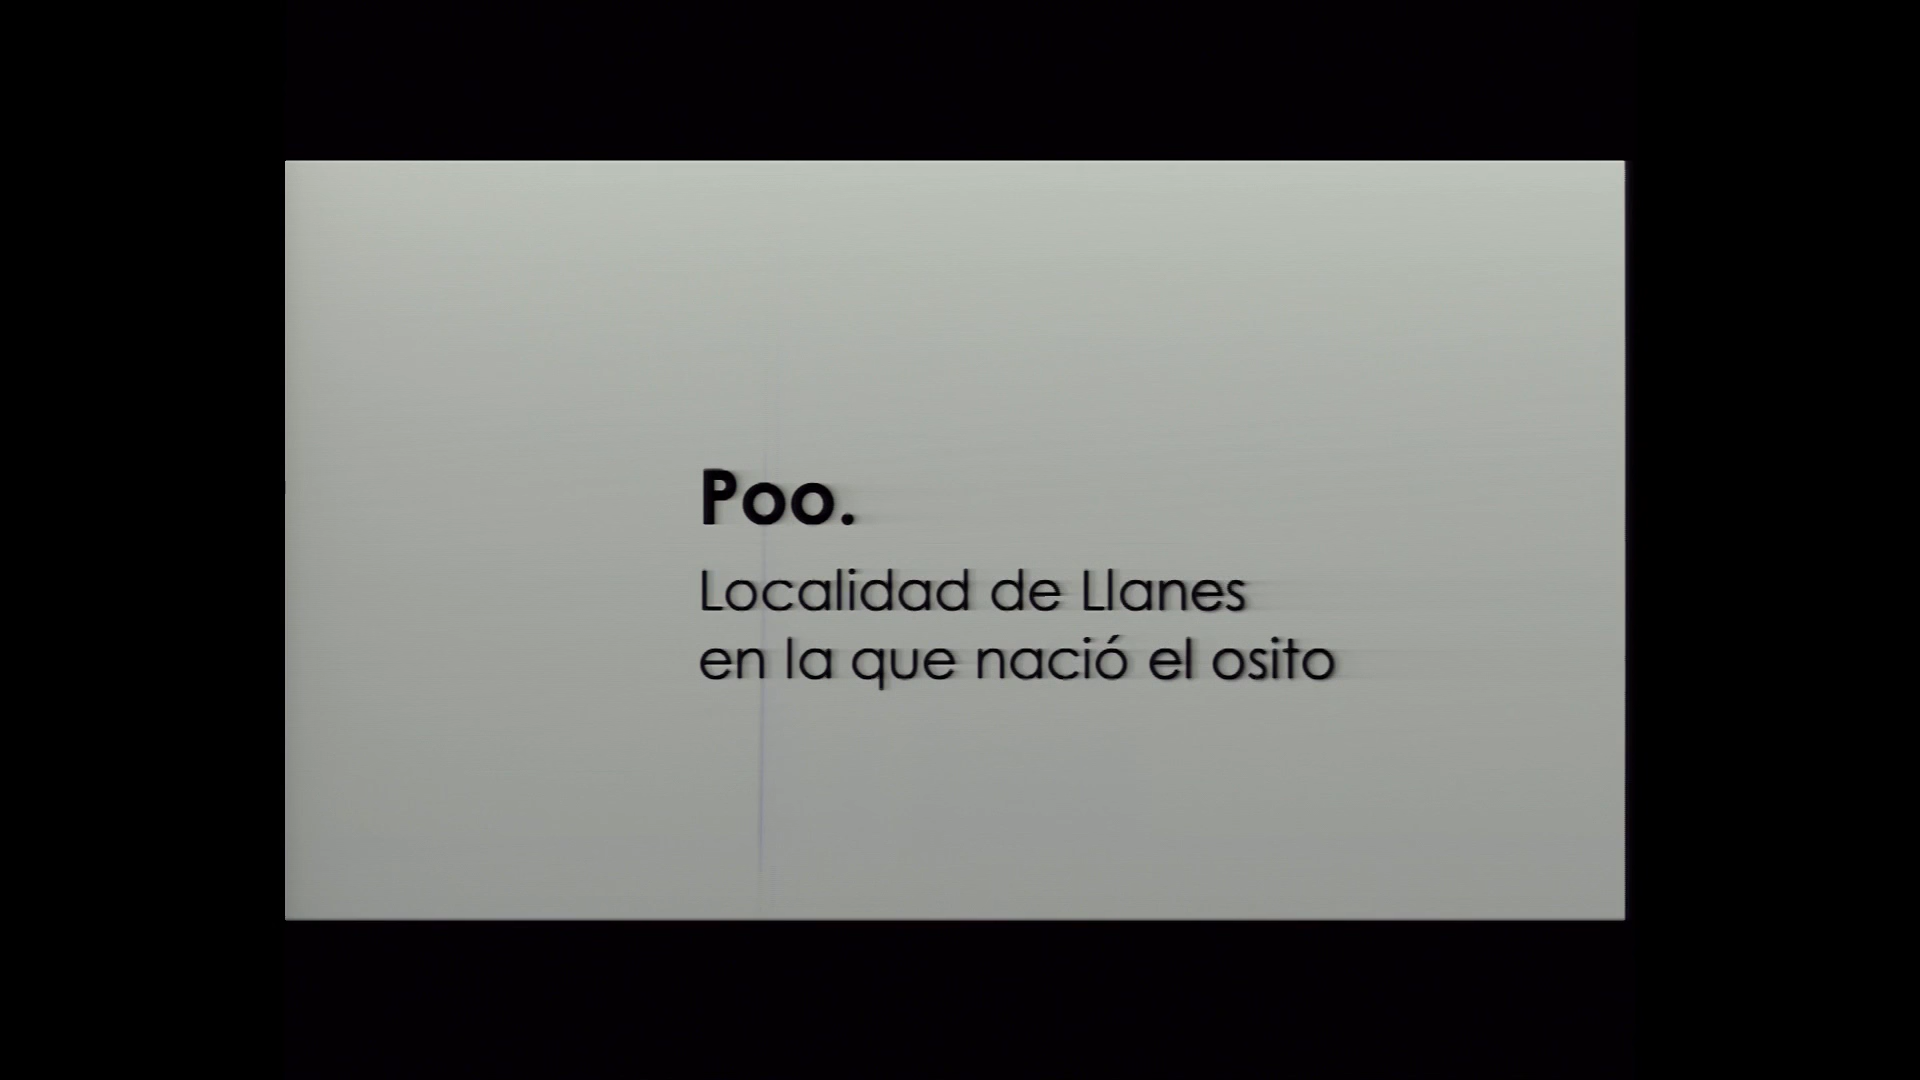 Poo.
Localidad de Llanes
en la que nació el osito